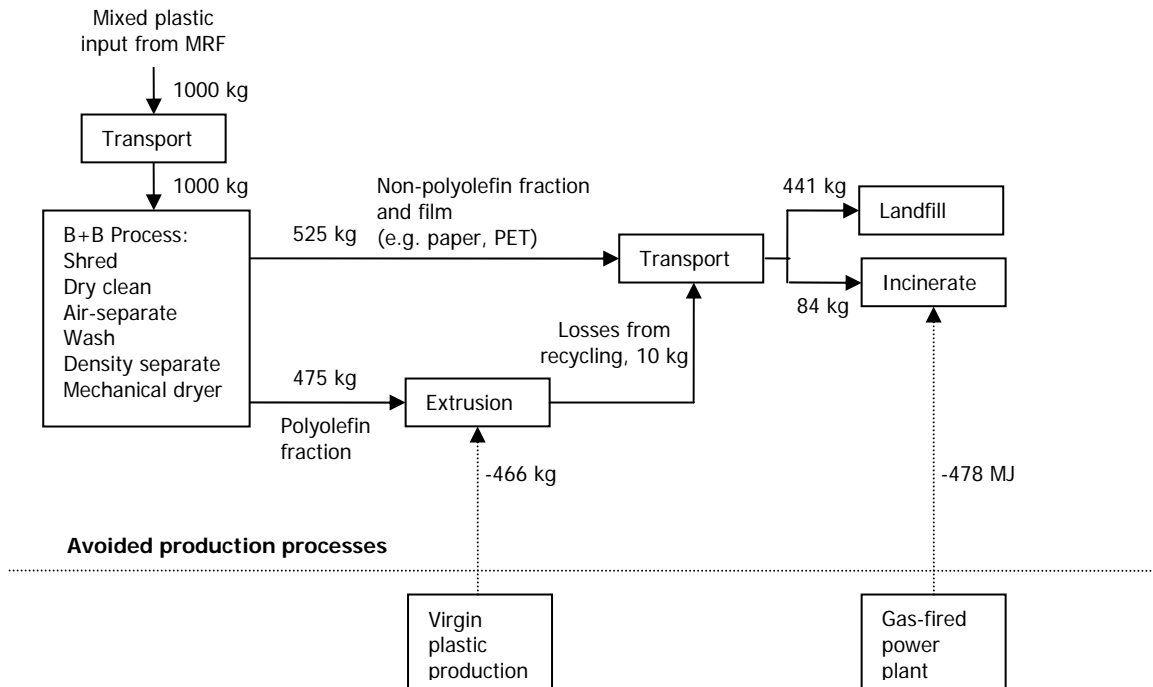 Mixed plastic
input from MRF
1000 kg
Transport
1000 kg
B+B Process:
Shred
Dry clean
Air-separate
Wash
Density separate
Mechanical dryer
525 kg
Non-polyolefin fraction
and film
(e.g. paper, PET)
Transport
441 kg
Landfill
Incinerate
84 kg
Losses from
recycling, 10 kg
475 kg
Extrusion
Polyolefin
fraction
-466 kg
-478 MJ
Avoided production processes
Virgin
plastic
production
Gas-fired
power
plant